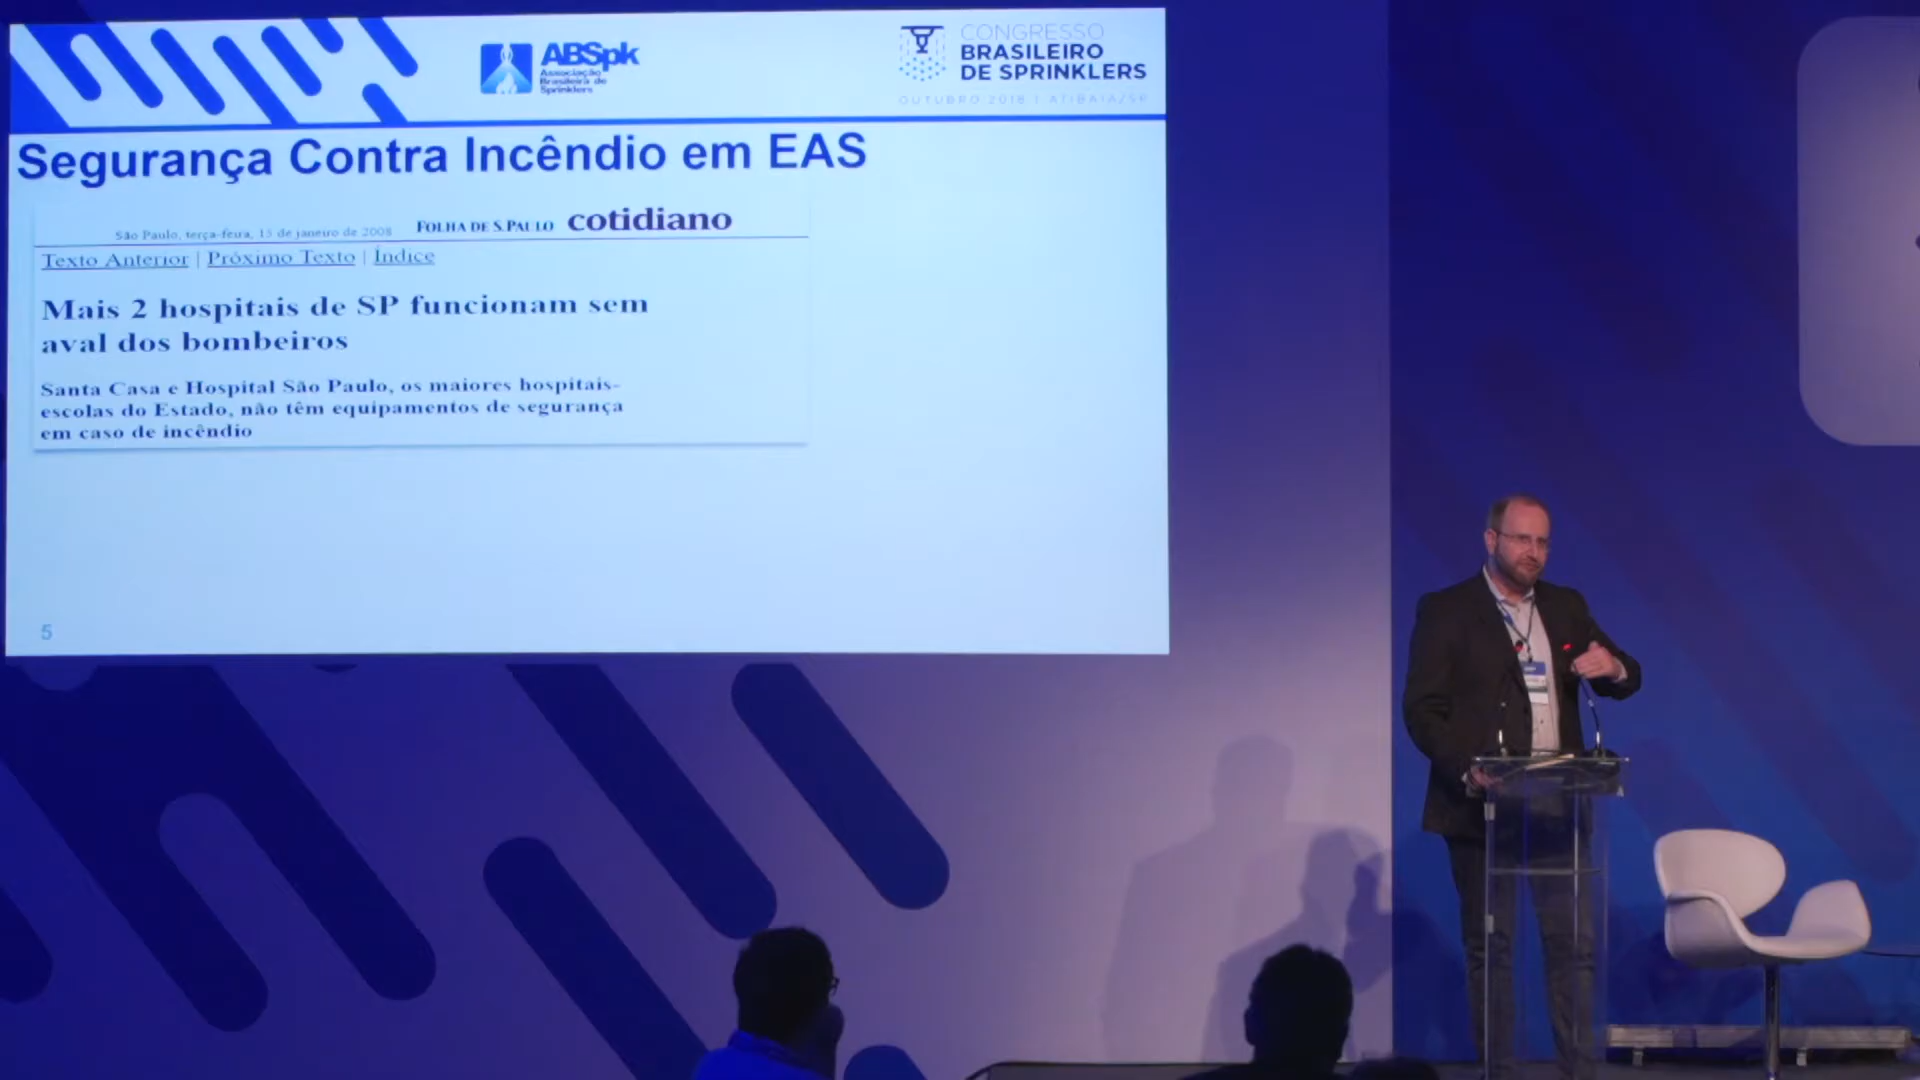 ABSpk
Associação
Brasileira de
Sprinklers
CONGRESSO
BRASILEIRO
DE SPRINKLERS
OUTUBRO 2018 | ATIBAIA/SP
Segurança Contra Incêndio em EAS
São Paulo, terça-feira, 15 de janeiro de 2008 FOLHA DE S.PAULO cotidiano
Texto Anterior | Próximo Texto | Índice
Mais 2 hospitais de SP funcionam sem
aval dos bombeiros
Santa Casa e Hospital São Paulo, os maiores hospitais-
escolas do Estado, não têm equipamentos de segurança
em caso de incêndio
5